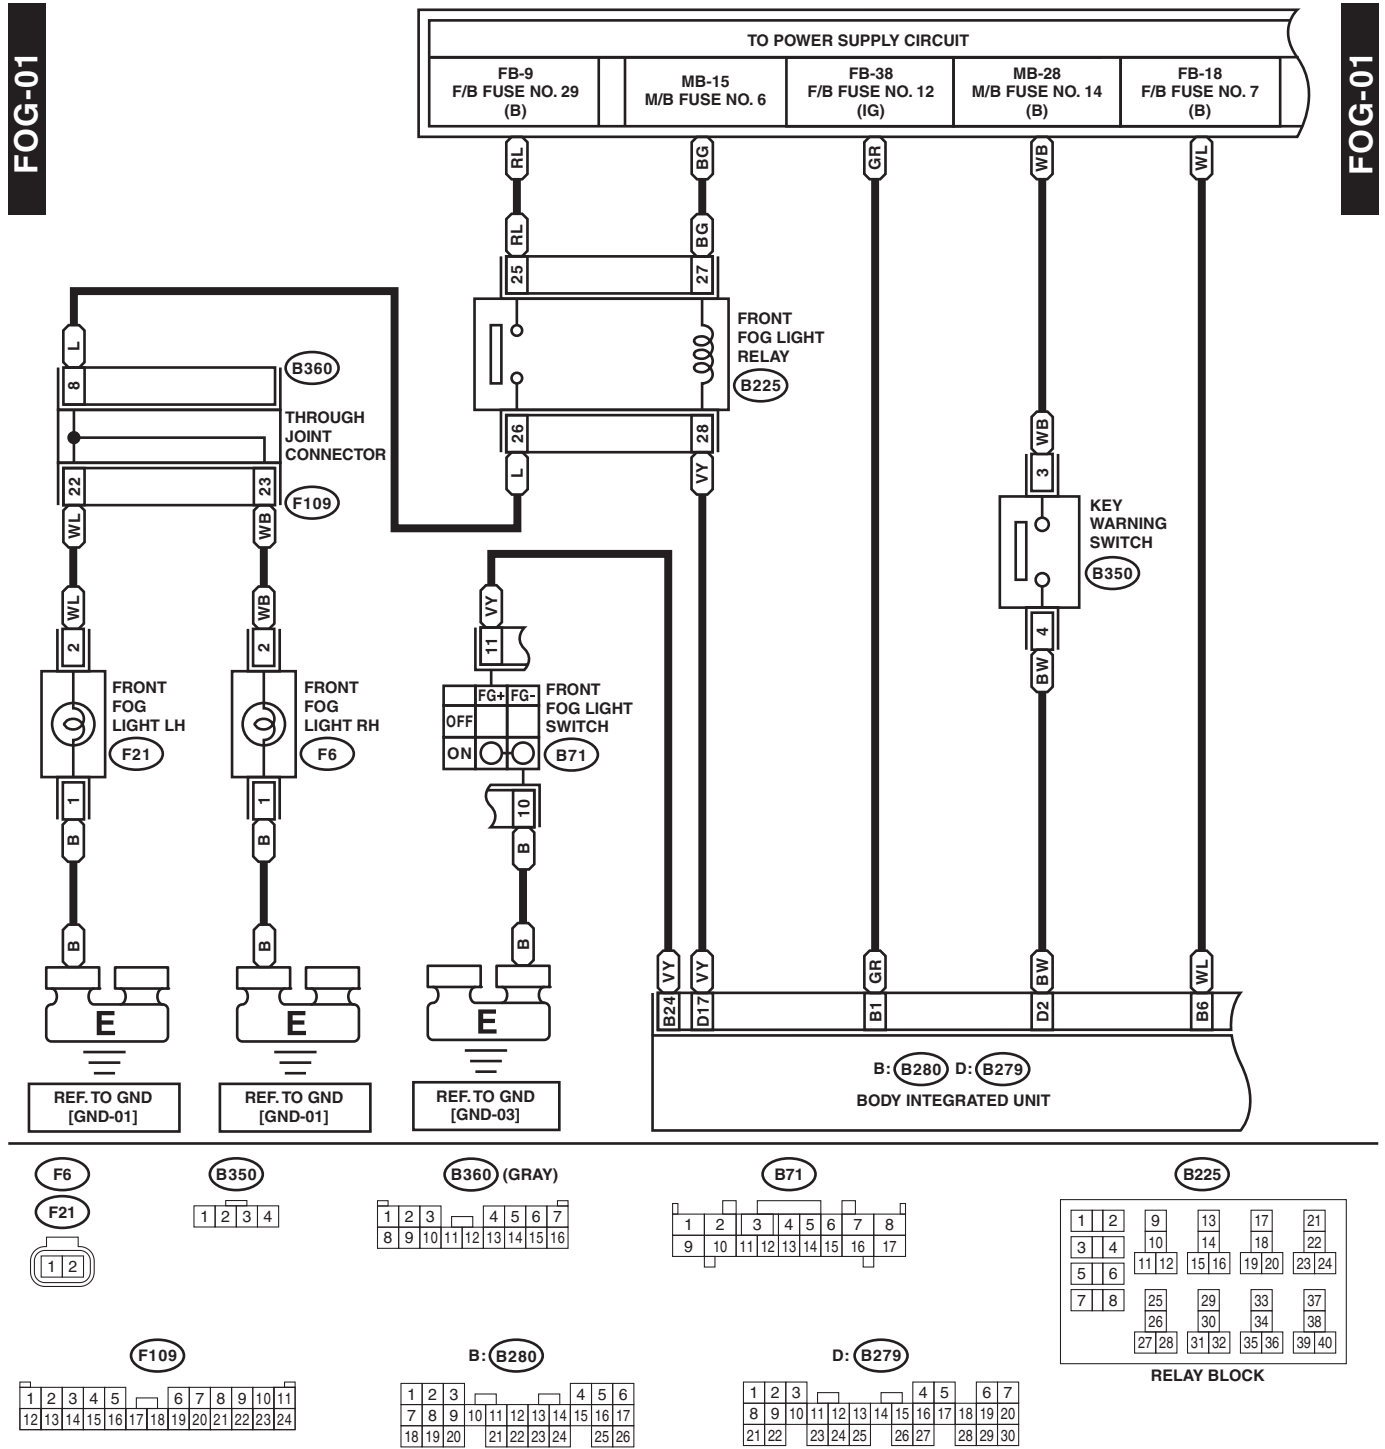 FOG-01
FOG-01
TO POWER SUPPLY CIRCUIT
FB-9
F/B FUSE NO. 29
(B)
MB-15
M/B FUSE NO. 6
FB-38
F/B FUSE NO. 12
(IG)
MB-28
M/B FUSE NO. 14
(B)
FB-18
F/B FUSE NO. 7
(B)
RL
BG
GR
WB
WL
RL
BG
25
27
FRONT
FOG LIGHT
RELAY
B225
26
28
L
VY
L
8
B360
THROUGH
JOINT
CONNECTOR
22
23
F109
WL
WB
WL
WB
2
2
FRONT
FOG
LIGHT LH
F21
FRONT
FOG
LIGHT RH
F6
1
1
B
B
B
B
E
E
REF. TO GND
[GND-01]
REF. TO GND
[GND-01]
VY
11
FG+
FG-
OFF
ON
FRONT
FOG LIGHT
SWITCH
B71
10
B
B
E
REF. TO GND
[GND-03]
WB
3
KEY
WARNING
SWITCH
B350
4
BW
VY
VY
GR
BW
WL
B24
D17
B1
D2
B6
B: B280 D: B279
BODY INTEGRATED UNIT
F6
F21
1 2
B350
1 2 3 4
B360 (GRAY)
1 2 3 4 5 6 7
8 9 10 11 12 13 14 15 16
B71
1 2 3 4 5 6 7 8
9 10 11 12 13 14 15 16 17
B225
1 2
3 4
5 6
7 8
9
10
11 12
13
14
15 16
17
18
19 20
21
22
23 24
25
26
27 28
29
30
31 32
33
34
35 36
37
38
39 40
RELAY BLOCK
F109
1 2 3 4 5 6 7 8 9 10 11
12 13 14 15 16 17 18 19 20 21 22 23 24
B: B280
1 2 3 4 5 6
7 8 9 10 11 12 13 14 15 16 17
18 19 20 21 22 23 24 25 26
D: B279
1 2 3 4 5 6 7
8 9 10 11 12 13 14 15 16 17 18 19 20
21 22 23 24 25 26 27 28 29 30